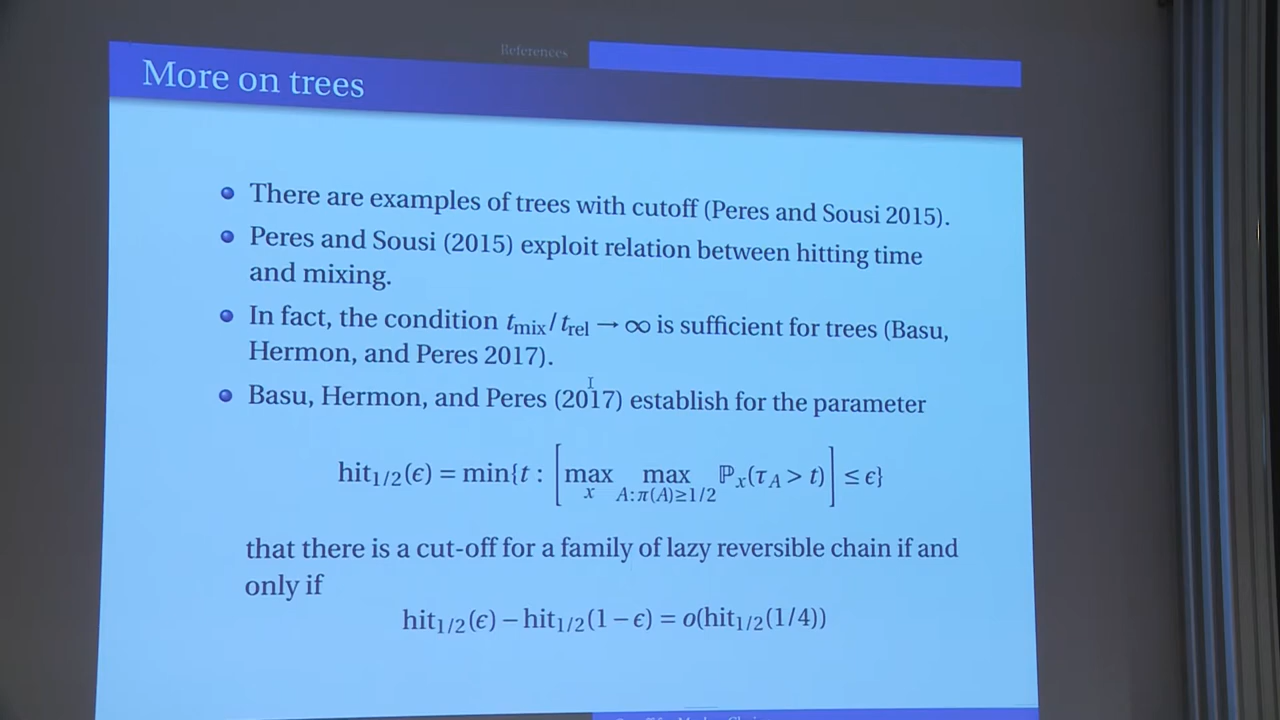 References
More on trees
There are examples of trees with cutoff (Peres and Sousi 2015).
Peres and Sousi (2015) exploit relation between hitting time
and mixing.
In fact, the condition t_mix/t_rel → ∞ is sufficient for trees (Basu,
Hermon, and Peres 2017).
Basu, Hermon, and Peres (2017) establish for the parameter
hit_{1/2}(ϵ) = min{t : [max_x max_{A:π(A)≥1/2} ℙ_x(τ_A > t)] ≤ ϵ}
that there is a cut-off for a family of lazy reversible chain if and
only if
hit_{1/2}(ϵ) − hit_{1/2}(1 − ϵ) = o(hit_{1/2}(1/4))